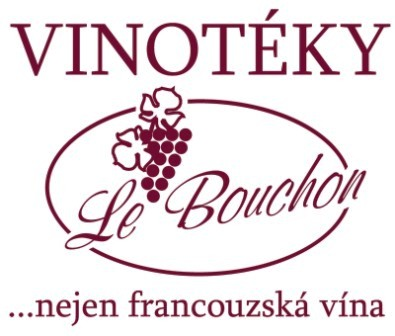 VINOTÉKY
Le Bouchon
...nejen francouzská vína